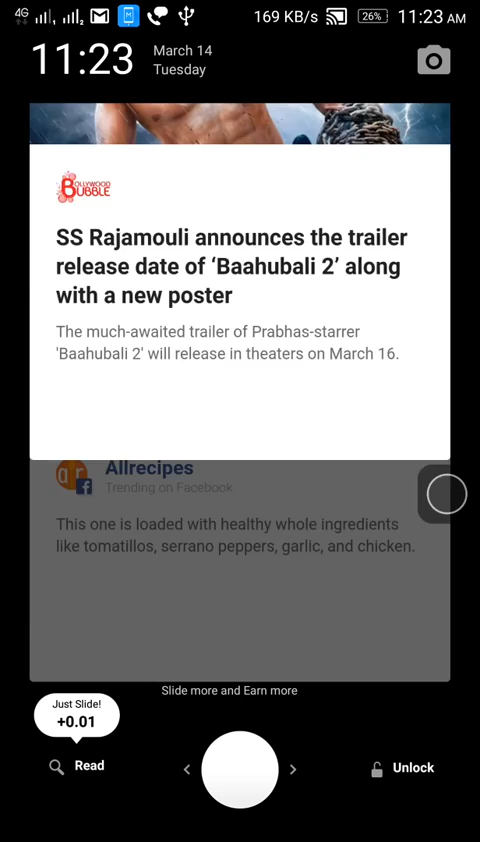 4G 169 KB/s 26% 11:23 AM
11:23
March 14
Tuesday
BOLLYWOOD
BUBBLE
SS Rajamouli announces the trailer
release date of ‘Baahubali 2’ along
with a new poster
The much-awaited trailer of Prabhas-starrer
'Baahubali 2' will release in theaters on March 16.
ar
Allrecipes
Trending on Facebook
This one is loaded with healthy whole ingredients
like tomatillos, serrano peppers, garlic, and chicken.
Slide more and Earn more
Just Slide!
+0.01
Read
Unlock